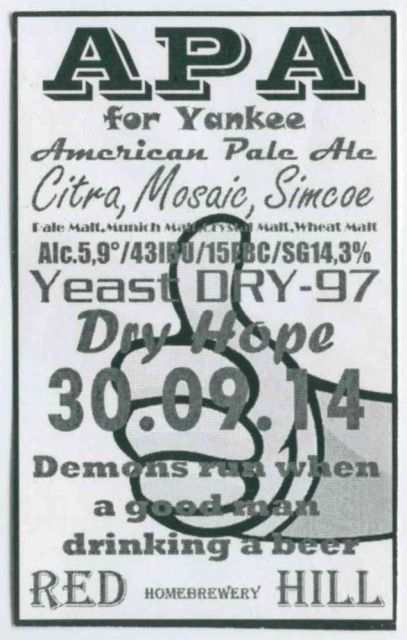 APA
for Yankee
American Pale Ale
Citra, Mosaic, Simcoe
Pale Malt,Munich Malt,Crystal Malt,Wheat Malt
Alc.5,9°/43IBU/15EBC/SG14,3%
Yeast DRY-97
Dry Hope
30.09.14
Demons run when
a good man
drinking a beer
RED HOMEBREWERY HILL